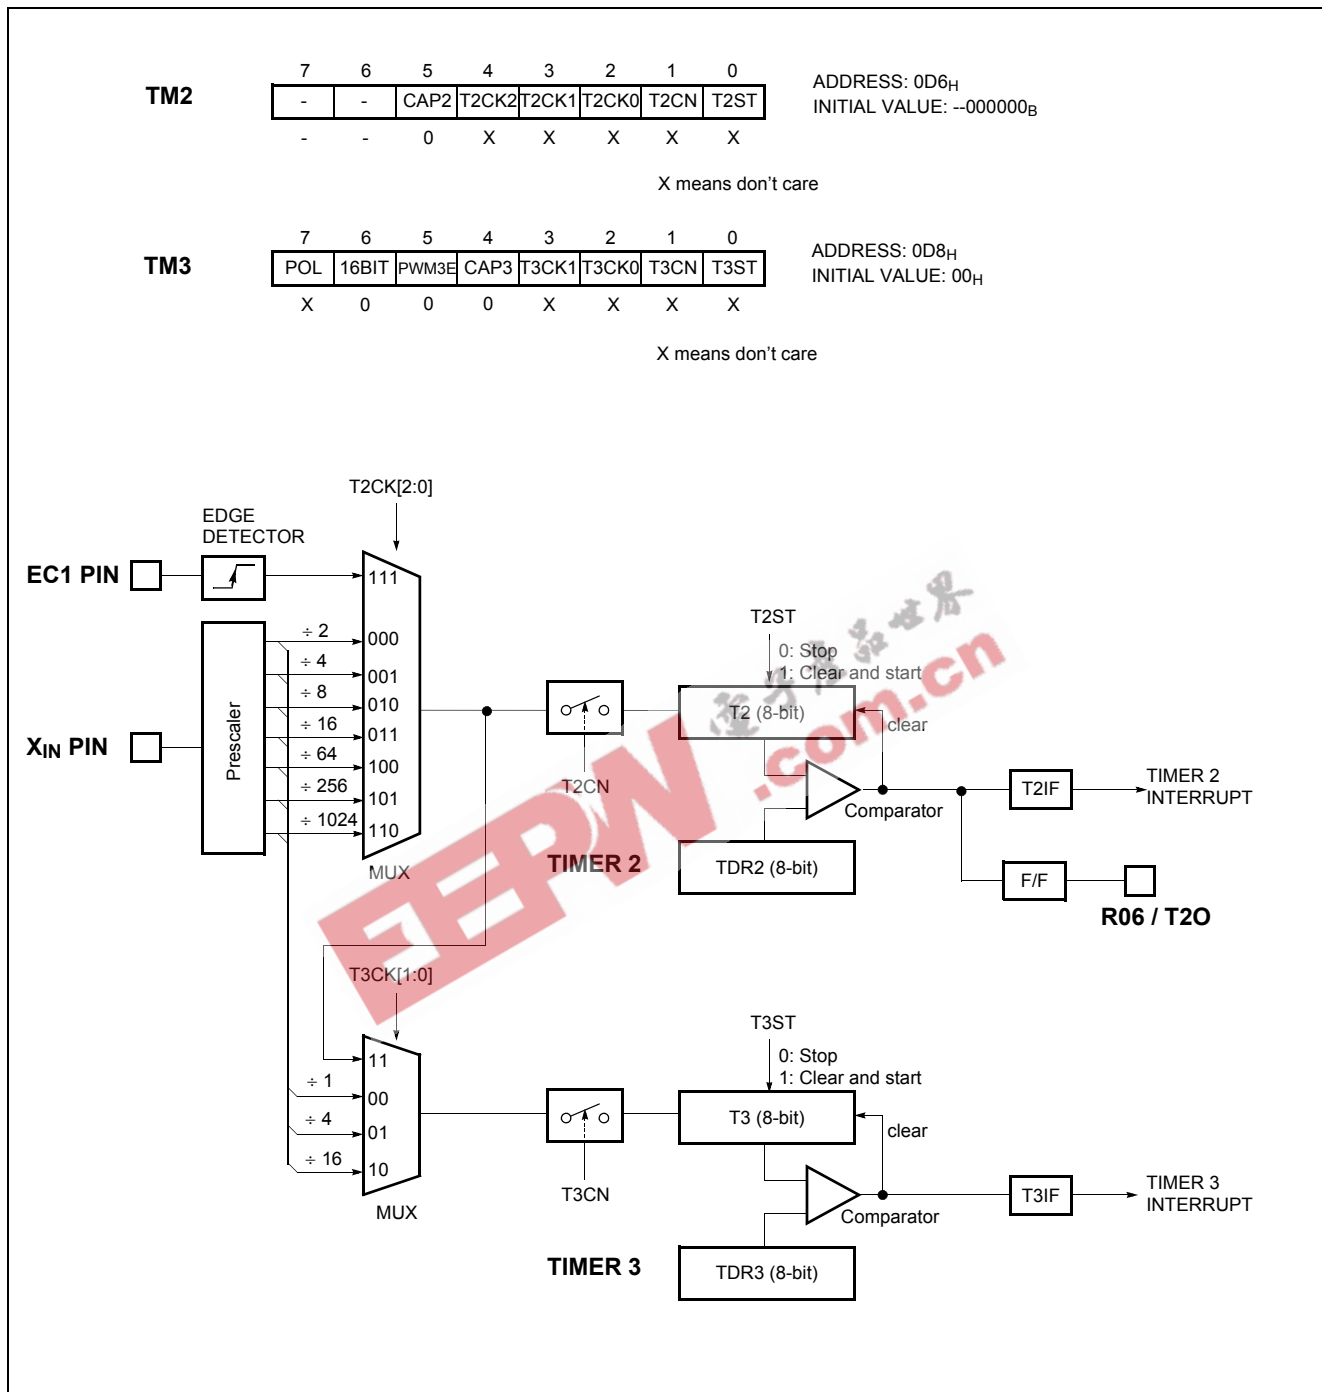 7 6 5 4 3 2 1 0
TM2 - - CAP2 T2CK2 T2CK1 T2CK0 T2CN T2ST
ADDRESS: 0D6H
INITIAL VALUE: --000000B
- - 0 X X X X X
X means don't care
7 6 5 4 3 2 1 0
TM3 POL 16BIT PWM3E CAP3 T3CK1 T3CK0 T3CN T3ST
ADDRESS: 0D8H
INITIAL VALUE: 00H
X 0 0 0 X X X X
X means don't care
T2CK[2:0]
EDGE
DETECTOR
EC1 PIN
111
XIN PIN
Prescaler
÷ 2
000
÷ 4
001
÷ 8
010
÷ 16
011
÷ 64
100
÷ 256
101
÷ 1024
110
MUX
T2CN
TIMER 2
T2ST
0: Stop
1: Clear and start
T2 (8-bit)
clear
Comparator
TDR2 (8-bit)
T2IF
TIMER 2
INTERRUPT
F/F
R06 / T2O
EEPW
.com.cn
電子產品世界
T3CK[1:0]
11
÷ 1
00
÷ 4
01
÷ 16
10
MUX
T3CN
TIMER 3
T3ST
0: Stop
1: Clear and start
T3 (8-bit)
clear
Comparator
TDR3 (8-bit)
T3IF
TIMER 3
INTERRUPT